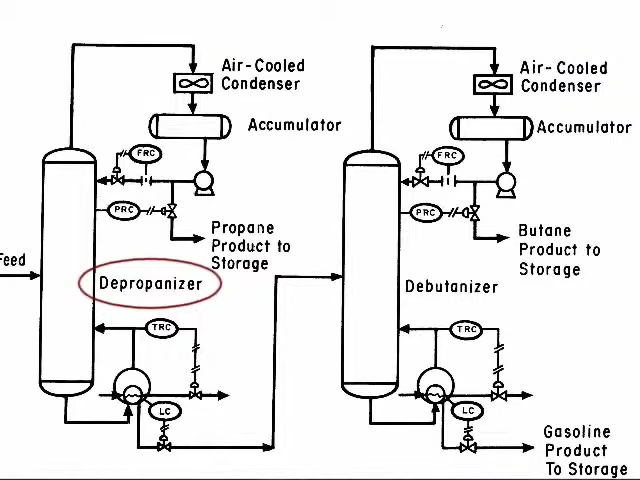 Air-Cooled
Condenser
Accumulator
FRC
PRC
Propane
Product to
Storage
Feed
Depropanizer
TRC
LC
Air-Cooled
Condenser
Accumulator
FRC
PRC
Butane
Product to
Storage
Debutanizer
TRC
LC
Gasoline
Product
To Storage